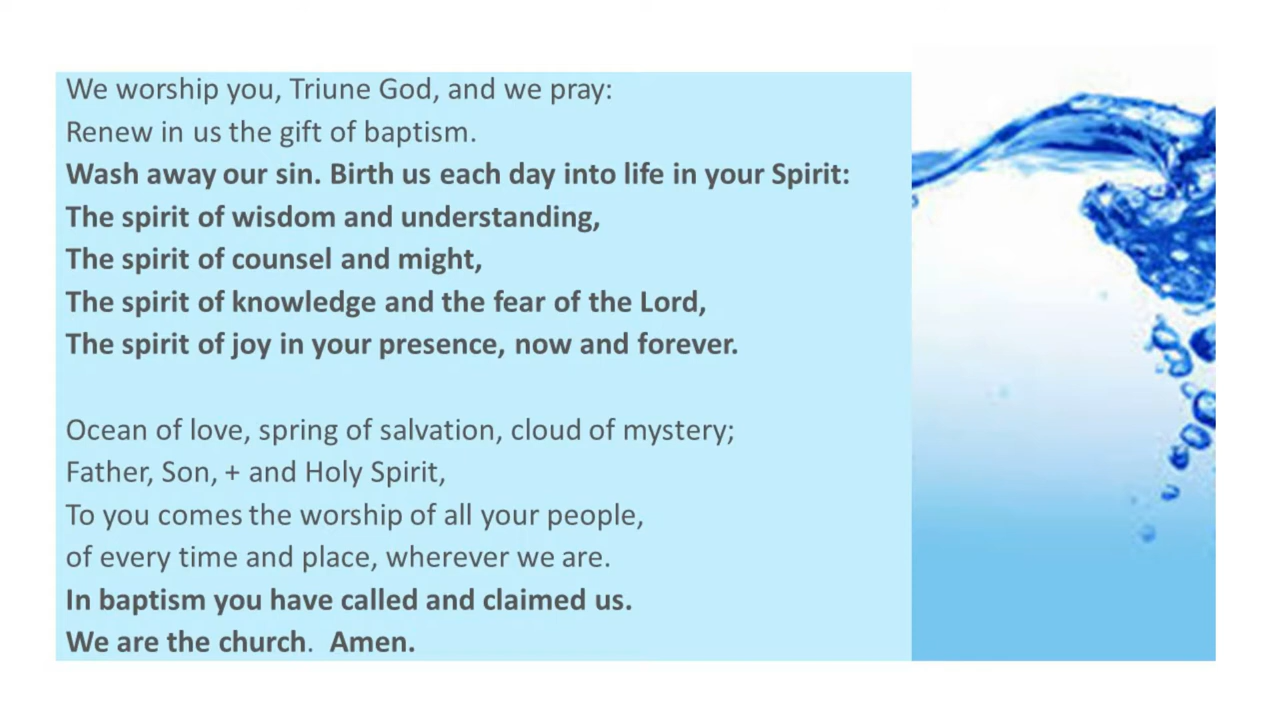 We worship you, Triune God, and we pray:
Renew in us the gift of baptism.
Wash away our sin. Birth us each day into life in your Spirit:
The spirit of wisdom and understanding,
The spirit of counsel and might,
The spirit of knowledge and the fear of the Lord,
The spirit of joy in your presence, now and forever.
Ocean of love, spring of salvation, cloud of mystery;
Father, Son, + and Holy Spirit,
To you comes the worship of all your people,
of every time and place, wherever we are.
In baptism you have called and claimed us.
We are the church.  Amen.